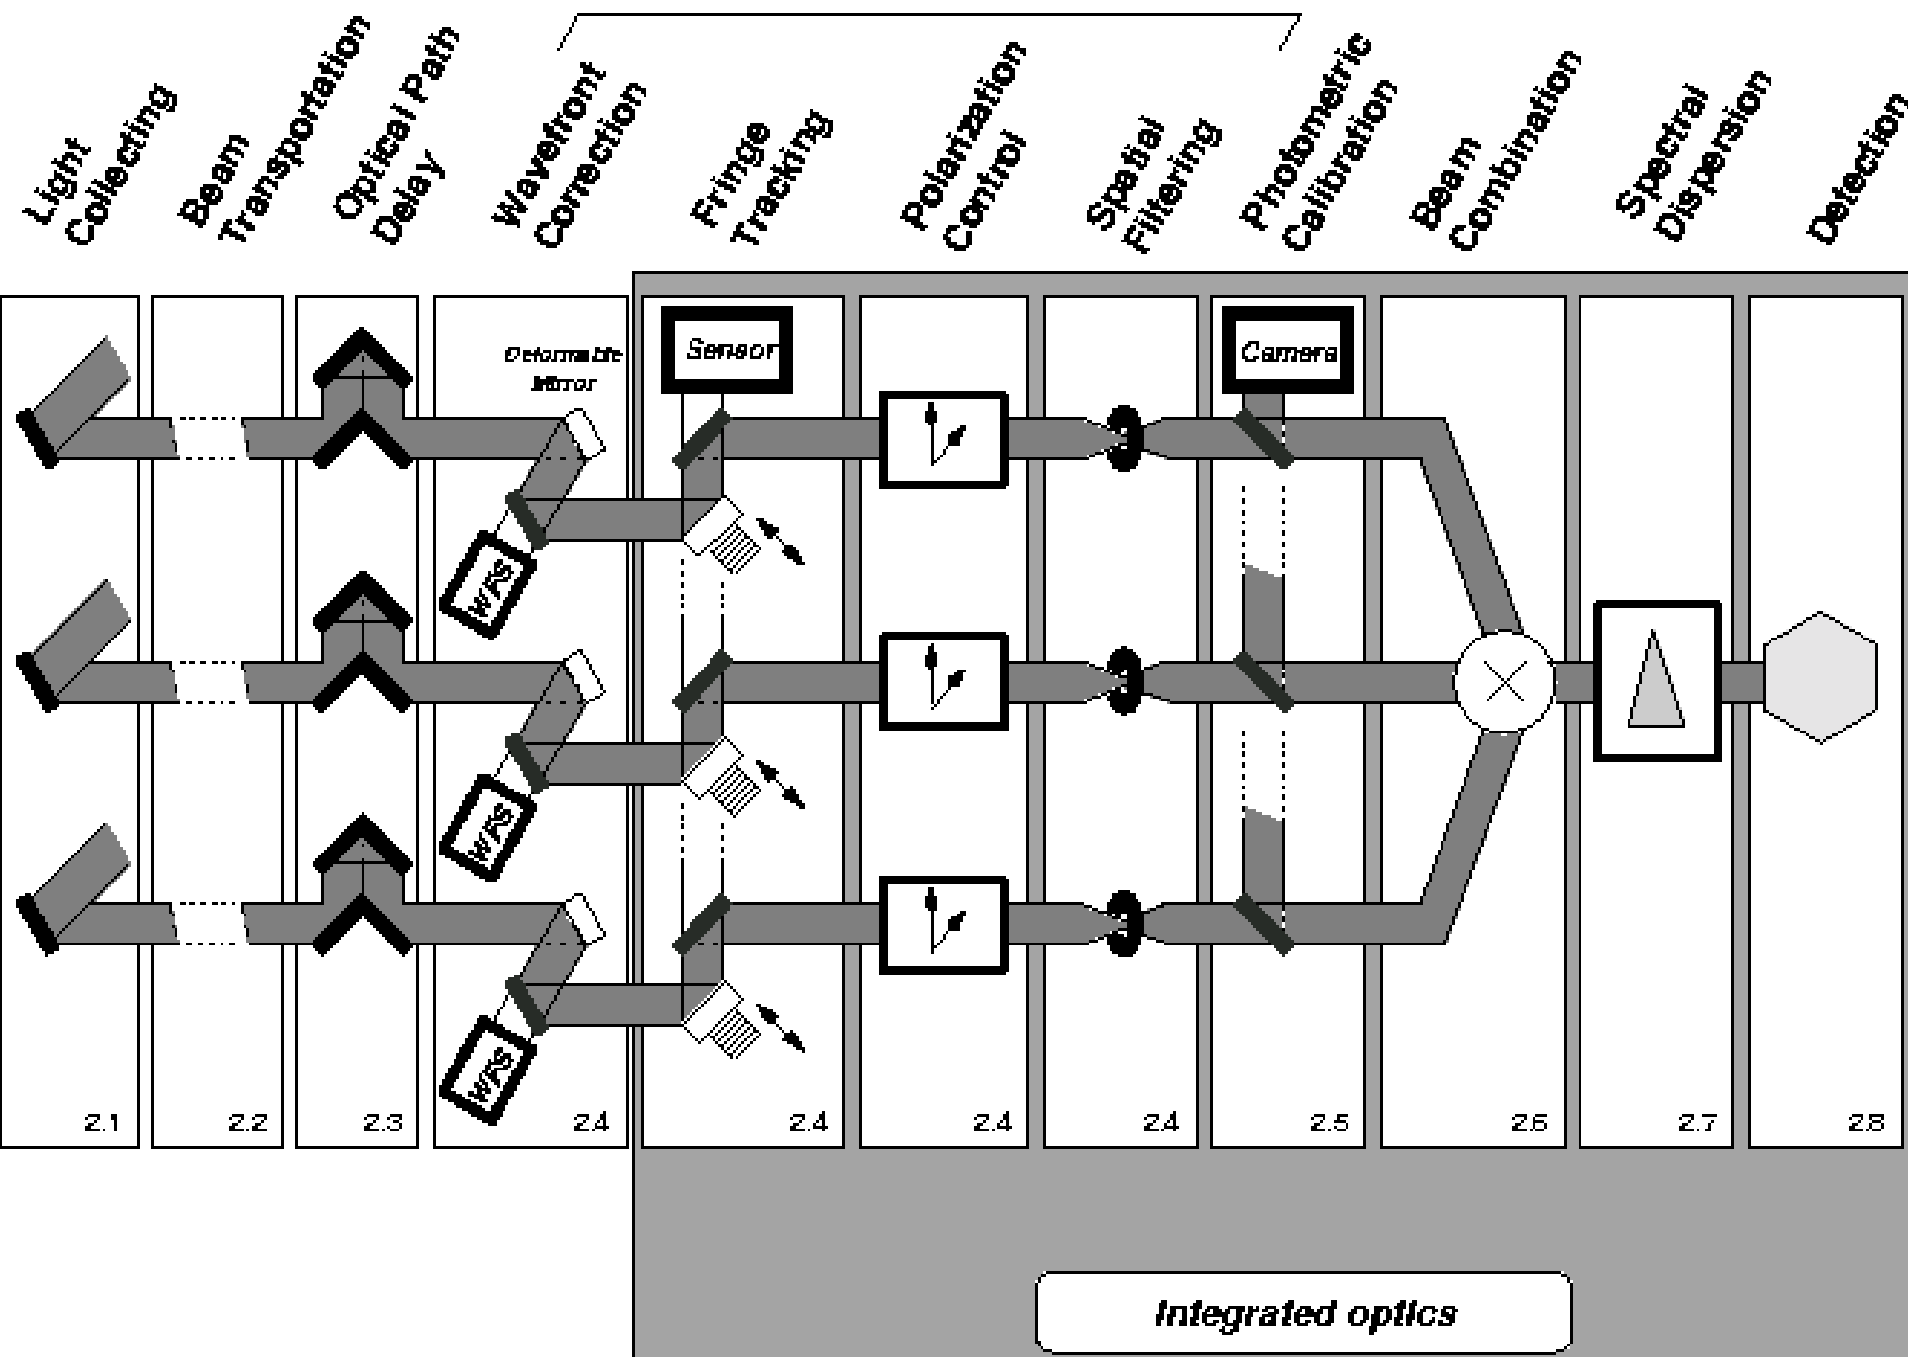 Light
Collecting
Beam
Transportation
Optical Path
Delay
Wavefront
Correction
Fringe
Tracking
Polarization
Control
Spatial
Filtering
Photometric
Calibration
Beam
Combination
Spectral
Dispersion
Detection
Deformable
Mirror
Sensor
Camera
WFS
WFS
WFS
2.1
2.2
2.3
2.4
2.4
2.4
2.4
2.5
2.6
2.7
2.8
Integrated optics